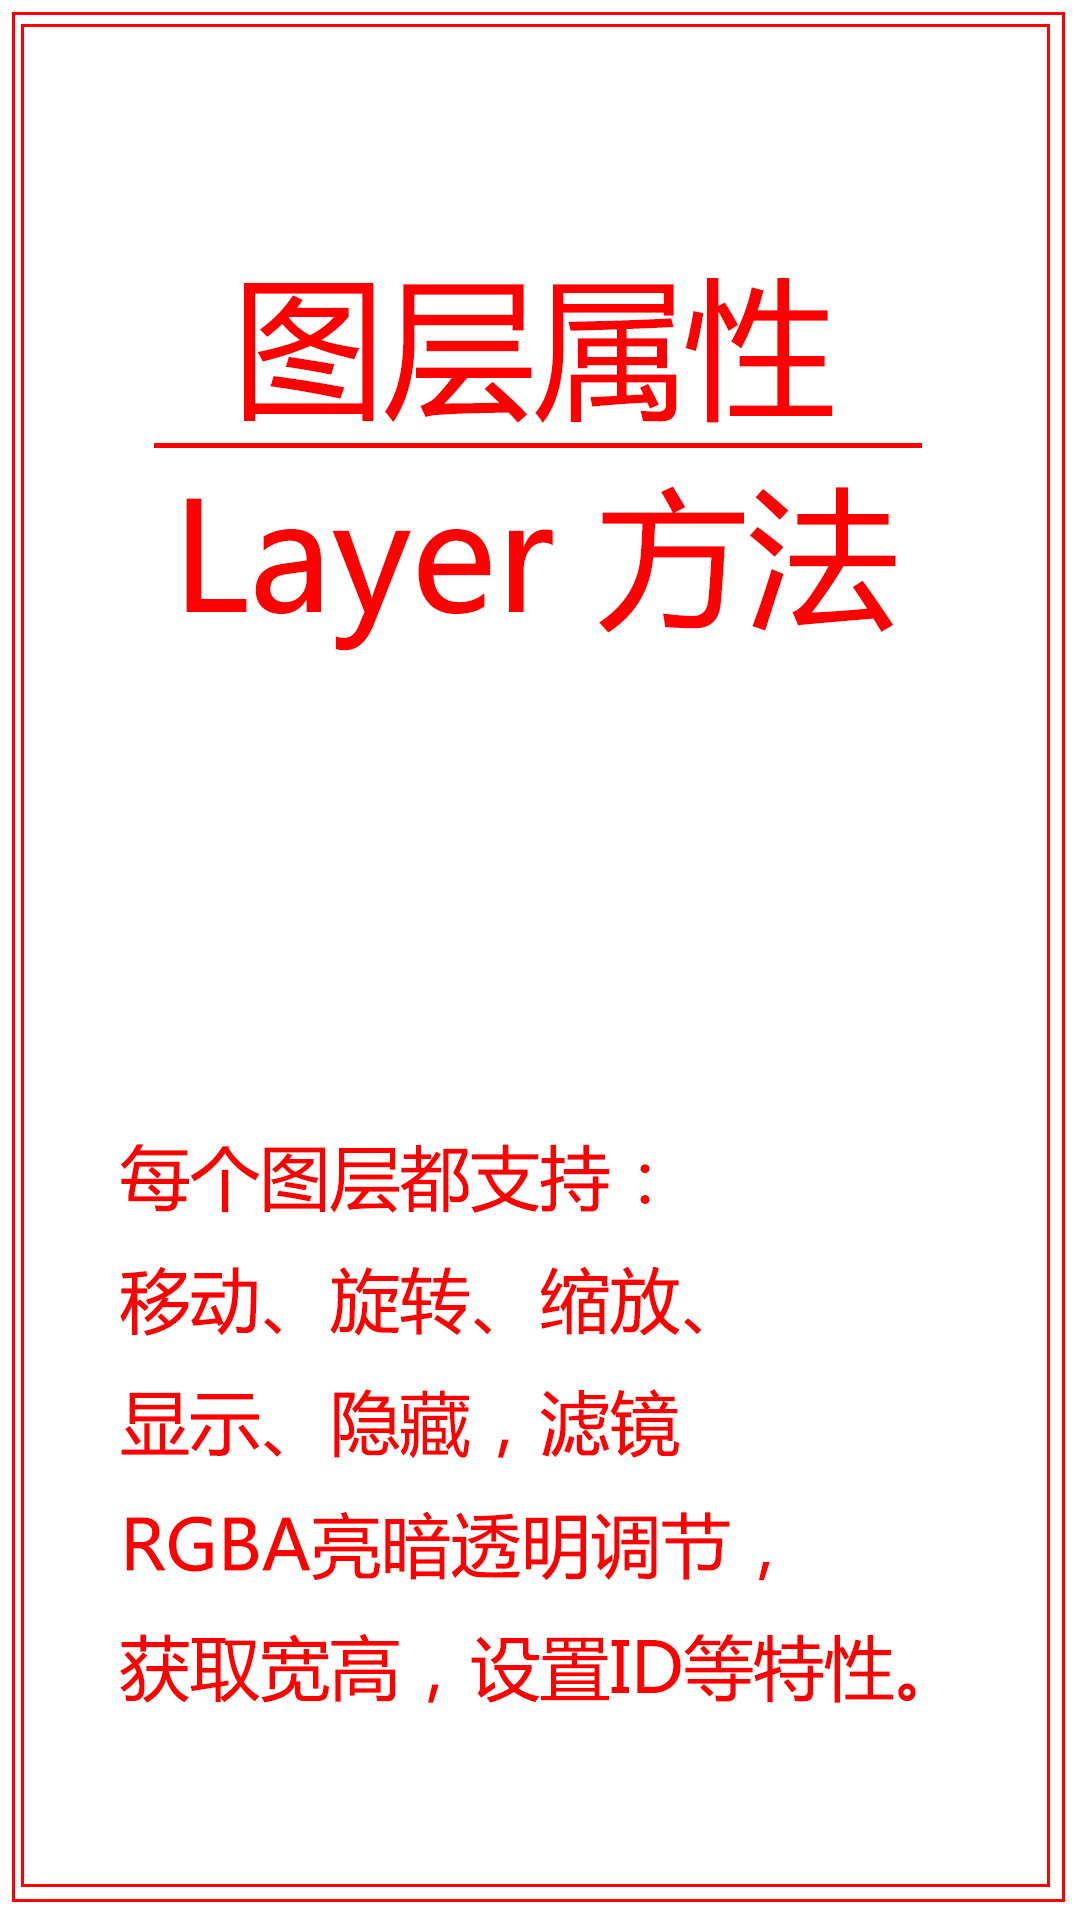 图层属性
Layer 方法
每个图层都支持：
移动、旋转、缩放、
显示、隐藏，滤镜
RGBA亮暗透明调节，
获取宽高，设置ID等特性。